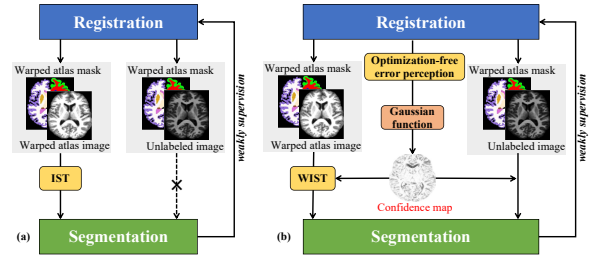 Registration
Warped atlas mask
Warped atlas image
Warped atlas mask
Unlabeled image
IST
weakly supervision
(a)
Segmentation
Registration
Optimization-free
error perception
Gaussian
function
Warped atlas mask
Warped atlas image
Warped atlas mask
Unlabeled image
WIST
Confidence map
weakly supervision
(b)
Segmentation